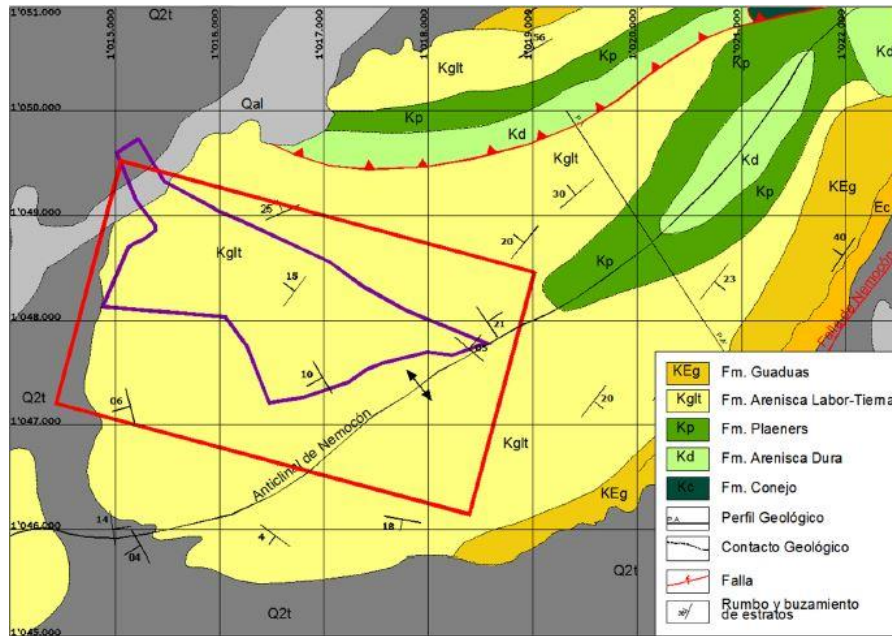 1'051.000
Q2t
1'015.000
1'016.000
1'017.000
1'018.000
1'019.000
1'020.000
1'021.000
1'022.000
56
Kglt
Kp
Kp
Kd
Qal
1'050.000
Kp
Kd
P.A.
Kglt
Kd
Kp
KEg
Ec
1'049.000
25
30
20
Kglt
15
Kp
23
40
Falla de Nemocón
1'048.000
21
05
P.A.'
10
Q2t
06
20
1'047.000
Anticlinal de Nemocón
Kglt
KEg
14
04
4
18
1'046.000
Q2t
Q2t
1'045.000
KEg Fm. Guaduas
Kglt Fm. Arenisca Labor-Tierna
Kp Fm. Plaeners
Kd Fm. Arenisca Dura
Kc Fm. Conejo
P.A. Perfil Geológico
Contacto Geológico
Falla
Rumbo y buzamiento
de estratos